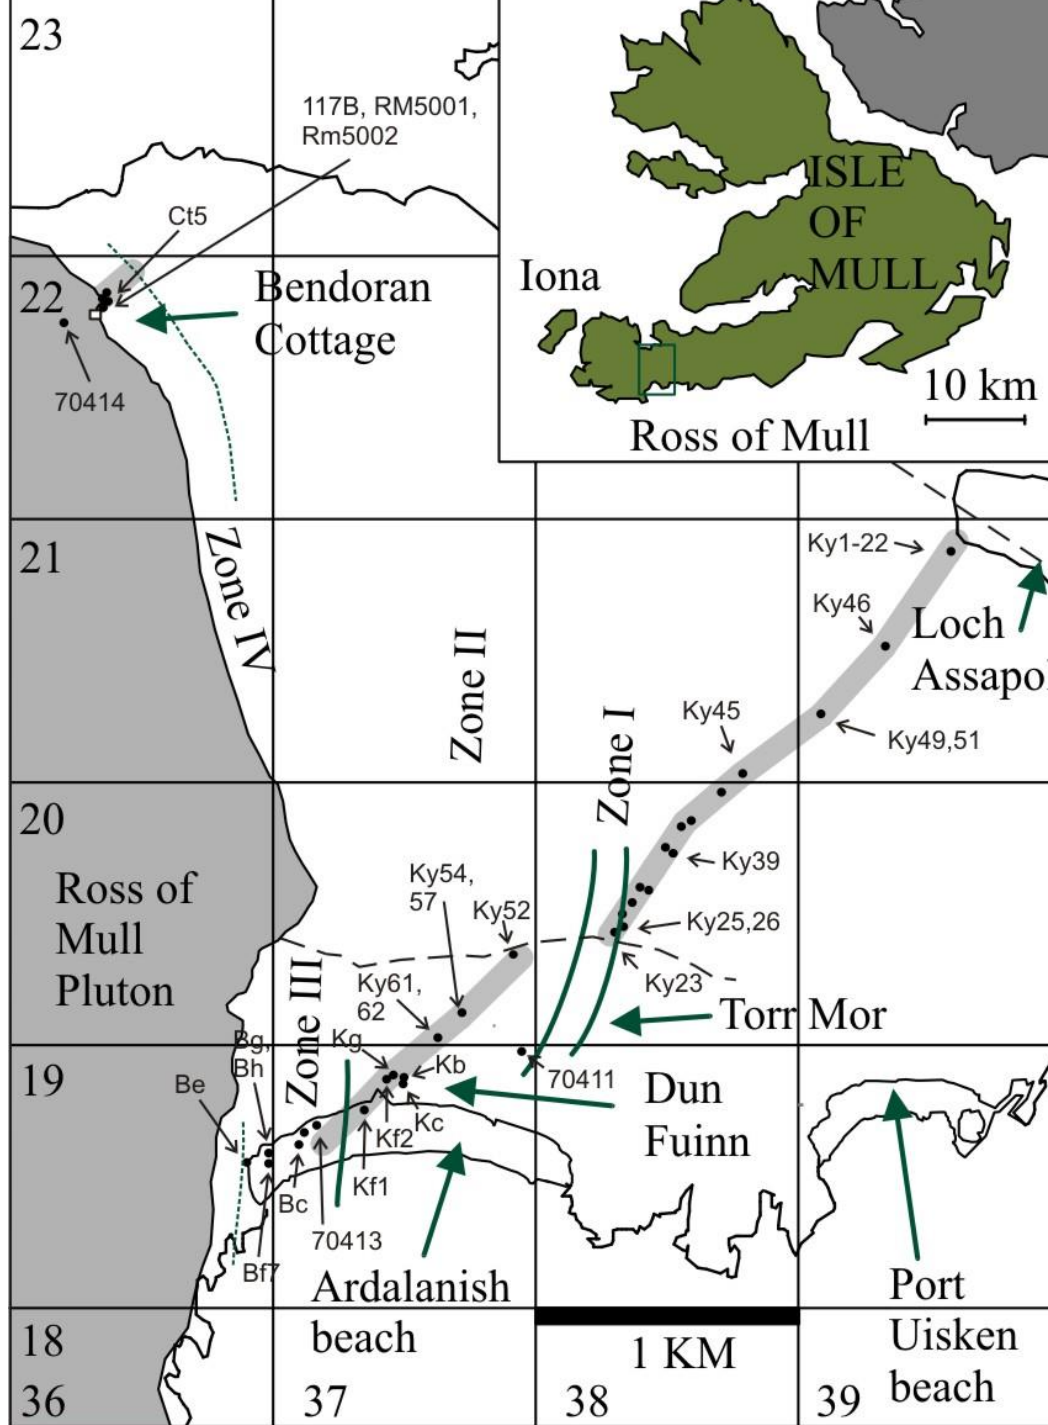 23
117B, RM5001,
Rm5002
Ct5
22
Bendoran
Cottage
70414
ISLE
OF
MULL
Iona
10 km
Ross of Mull
21
Zone IV
Zone II
Zone I
Ky1-22
Ky46
Loch
Assapo
Ky45
Ky49,51
20
Ross of
Mull
Pluton
Ky54,
57
Ky52
Ky39
Ky25,26
Ky23
Ky61,
62
Torr Mor
Zone III
19
Bg,
Bh
Be
Kg
Kb
Kc
Kf2
Kf1
70411
Dun
Fuinn
Bc
70413
Bf7
Ardalanish
beach
Port
Uisken
beach
18
1 KM
36
37
38
39